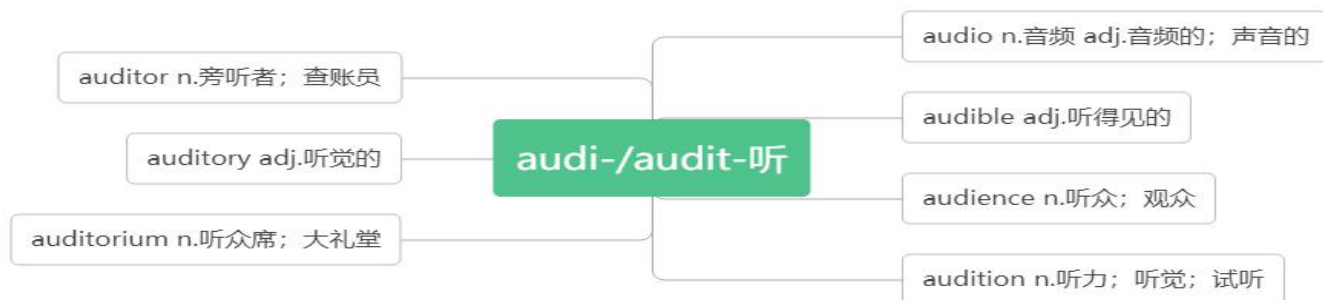 audi-/audit-听
audio n.音频 adj.音频的；声音的
audible adj.听得见的
audience n.听众；观众
audition n.听力；听觉；试听
auditor n.旁听者；查账员
auditory adj.听觉的
auditorium n.听众席；大礼堂